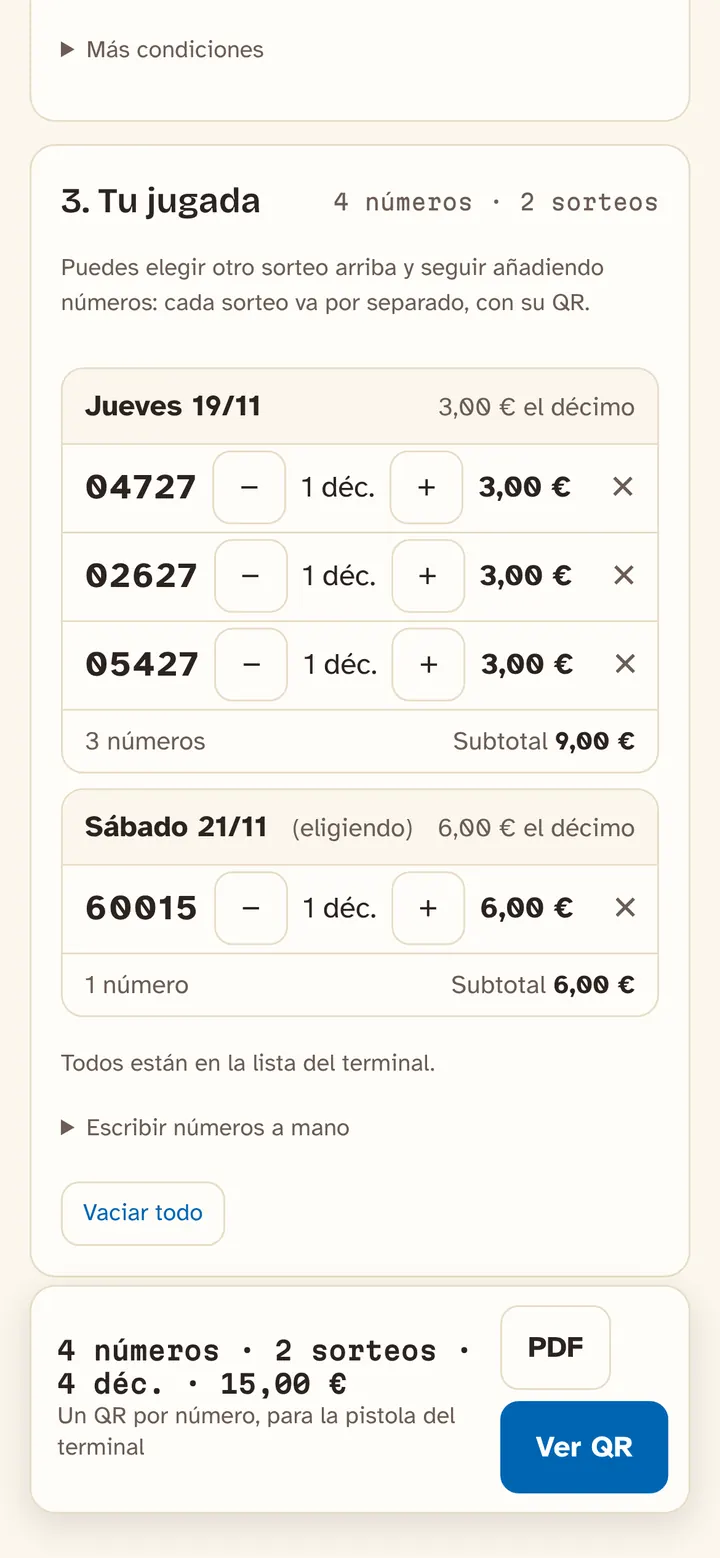 ▶ Más condiciones
3. Tu jugada 4 números · 2 sorteos
Puedes elegir otro sorteo arriba y seguir añadiendo
números: cada sorteo va por separado, con su QR.
Jueves 19/11 3,00 € el décimo
04727 − 1 déc. + 3,00 € ✕
02627 − 1 déc. + 3,00 € ✕
05427 − 1 déc. + 3,00 € ✕
3 números Subtotal 9,00 €
Sábado 21/11 (eligiendo) 6,00 € el décimo
60015 − 1 déc. + 6,00 € ✕
1 número Subtotal 6,00 €
Todos están en la lista del terminal.
▶ Escribir números a mano
Vaciar todo
4 números · 2 sorteos ·
4 déc. · 15,00 €
Un QR por número, para la pistola del
terminal
PDF
Ver QR